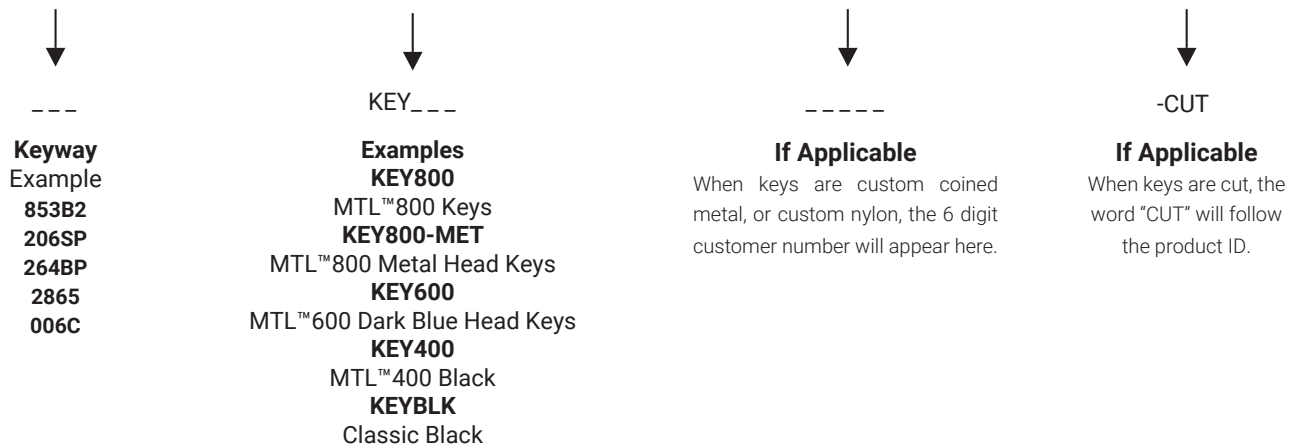 _ _ _
Keyway
Example
853B2
206SP
264BP
2865
006C
KEY_ _ _
Examples
KEY800
MTL™800 Keys
KEY800-MET
MTL™800 Metal Head Keys
KEY600
MTL™600 Dark Blue Head Keys
KEY400
MTL™400 Black
KEYBLK
Classic Black
_ _ _ _ _
If Applicable
When keys are custom coined
metal, or custom nylon, the 6 digit
customer number will appear here.
-CUT
If Applicable
When keys are cut, the
word “CUT” will follow
the product ID.